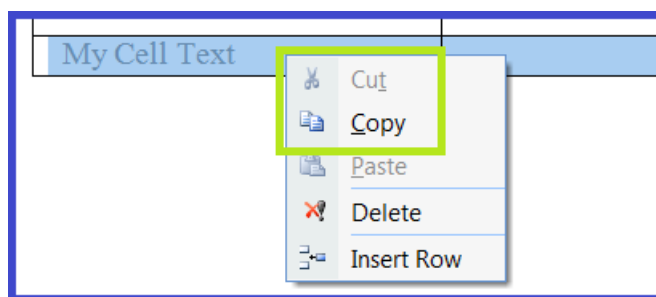 My Cell Text
Cut
Copy
Paste
Delete
Insert Row